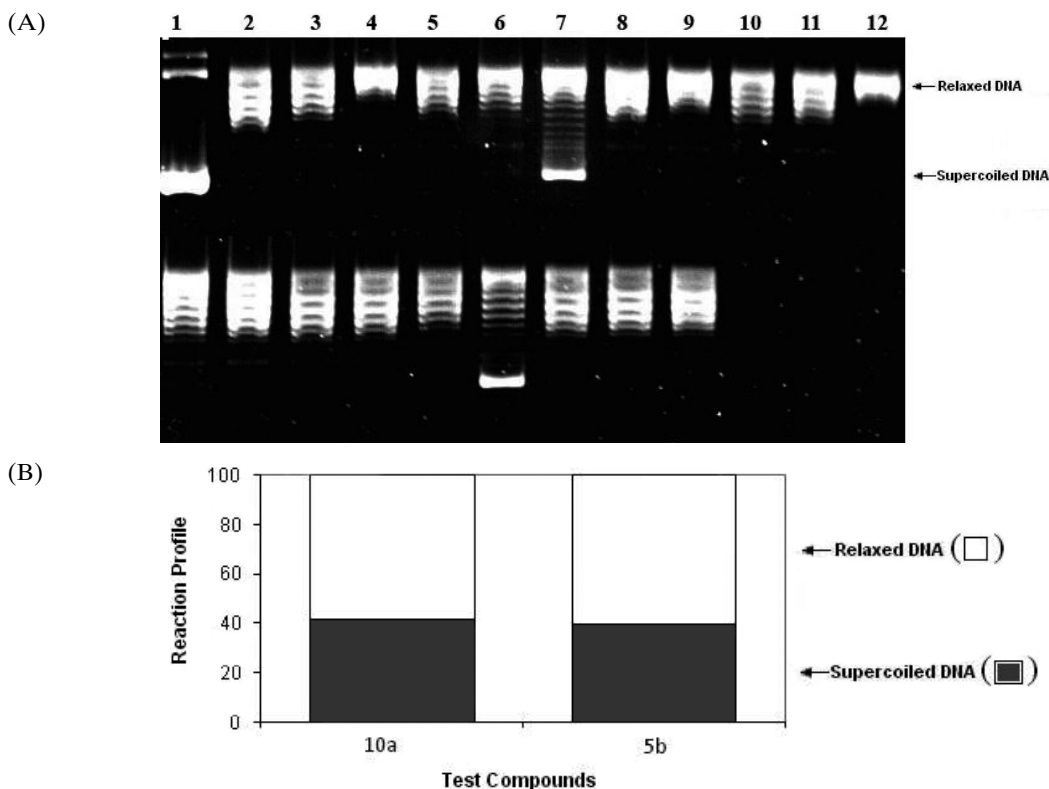 (A)
1 2 3 4 5 6 7 8 9 10 11 12
Relaxed DNA
Supercoiled DNA
(B)
100
80
60
40
20
0
Reaction Profile
Relaxed DNA ( )
Supercoiled DNA ( )
10a 5b
Test Compounds